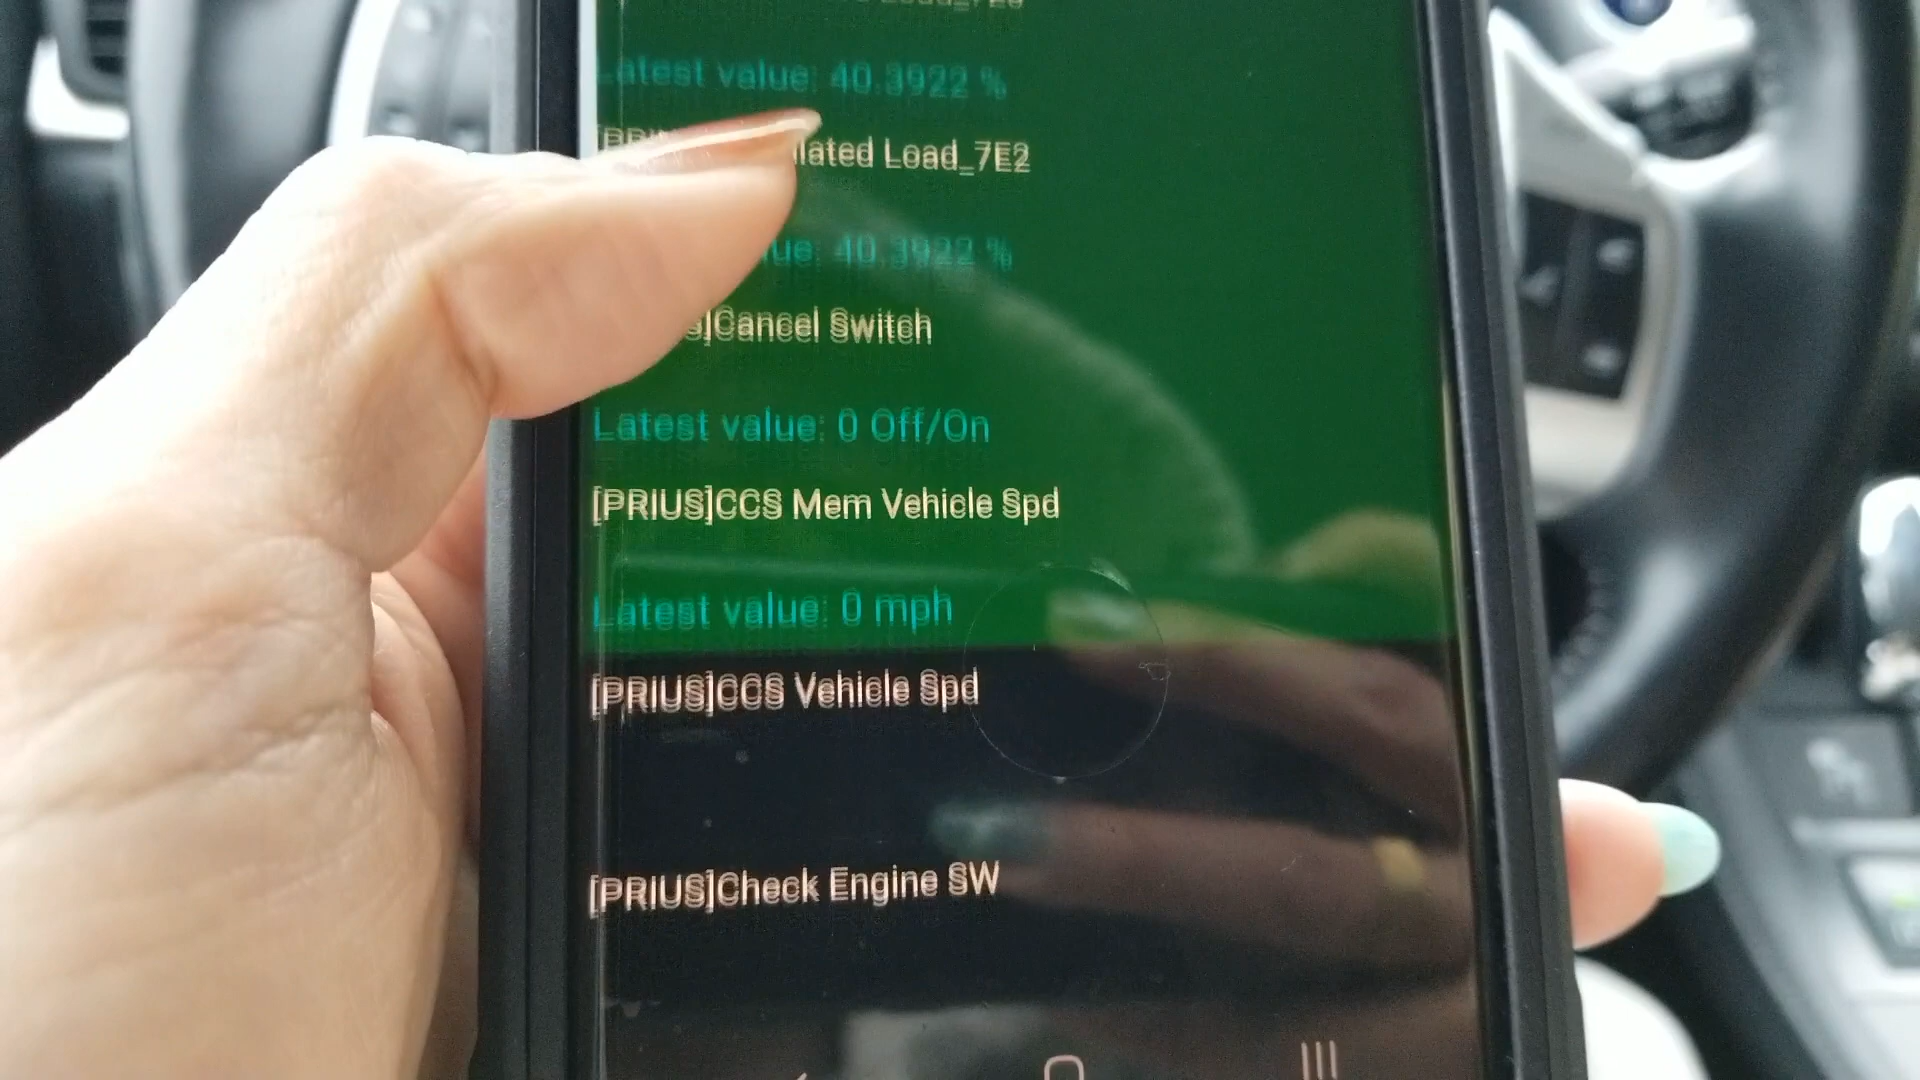 Latest value: 40.3922 %
lated Load_7E2
ue: 40.3922 %
]Cancel Switch
Latest value: 0 Off/On
[PRIUS]CCS Mem Vehicle Spd
Latest value: 0 mph
[PRIUS]CCS Vehicle Spd
[PRIUS]Check Engine SW